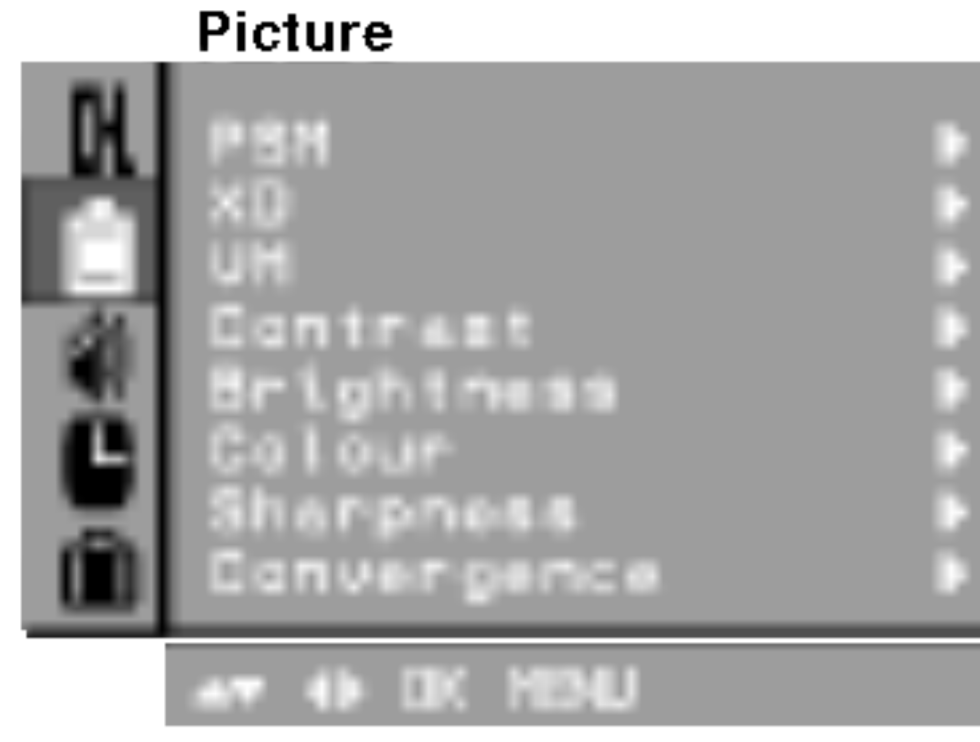 Picture
PSM
XD
UM
Contrast
Brightness
Colour
Sharpness
Convergence
OK MENU